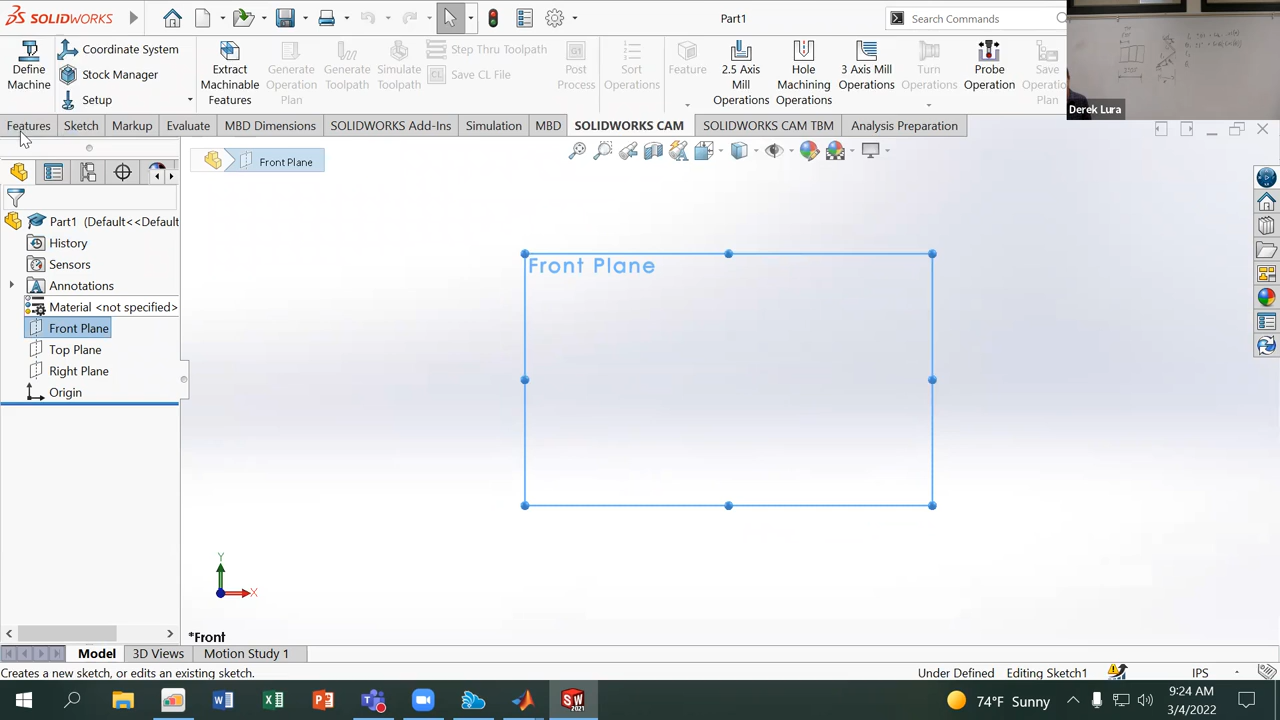 SOLIDWORKS
Part1
Search Commands
Define Machine
Coordinate System
Stock Manager
Setup
Extract Machinable Features
Generate Operation Plan
Generate Toolpath
Simulate Toolpath
Step Thru Toolpath
Save CL File
Post Process
Sort Operations
Feature
2.5 Axis Mill Operations
Hole Machining Operations
3 Axis Mill Operations
Turn Operations
Probe Operation
Save Operation Plan
Derek Lura
Features
Sketch
Markup
Evaluate
MBD Dimensions
SOLIDWORKS Add-Ins
Simulation
MBD
SOLIDWORKS CAM
SOLIDWORKS CAM TBM
Analysis Preparation
Front Plane
Part1 (Default<<Default
History
Sensors
Annotations
Material <not specified>
Front Plane
Top Plane
Right Plane
Origin
Front Plane
Y
X
*Front
Model
3D Views
Motion Study 1
Creates a new sketch, or edits an existing sketch.
Under Defined
Editing Sketch1
IPS
SW
2021
74°F Sunny
9:24 AM
3/4/2022